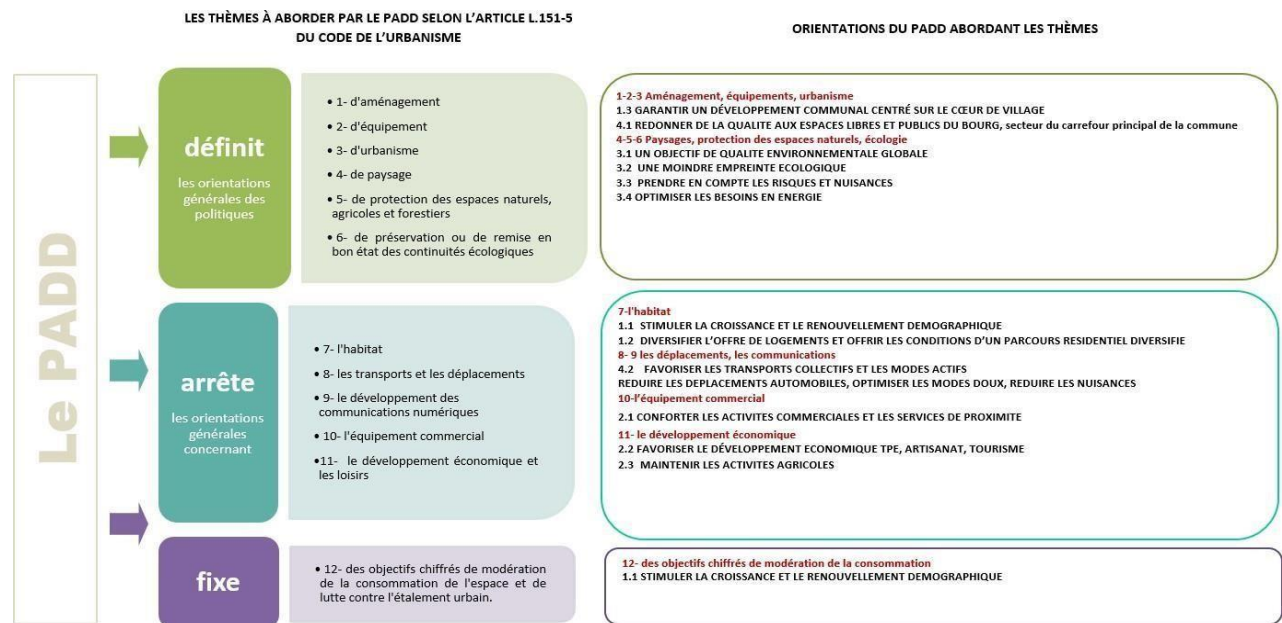 LES THÈMES À ABORDER PAR LE PADD SELON L'ARTICLE L.151-5
DU CODE DE L'URBANISME
ORIENTATIONS DU PADD ABORDANT LES THÈMES
Le PADD
définit
les orientations
générales des
politiques
• 1- d'aménagement
• 2- d'équipement
• 3- d'urbanisme
• 4- de paysage
• 5- de protection des espaces naturels,
agricoles et forestiers
• 6- de préservation ou de remise en
bon état des continuités écologiques
1-2-3 Aménagement, équipements, urbanisme
1.3 GARANTIR UN DÉVELOPPEMENT COMMUNAL CENTRÉ SUR LE CŒUR DE VILLAGE
4.1 REDONNER DE LA QUALITE AUX ESPACES LIBRES ET PUBLICS DU BOURG, secteur du carrefour principal de la commune
4-5-6 Paysages, protection des espaces naturels, écologie
3.1 UN OBJECTIF DE QUALITE ENVIRONNEMENTALE GLOBALE
3.2 UNE MOINDRE EMPREINTE ECOLOGIQUE
3.3 PRENDRE EN COMPTE LES RISQUES ET NUISANCES
3.4 OPTIMISER LES BESOINS EN ENERGIE
arrête
les orientations
générales
concernant
• 7- l'habitat
• 8- les transports et les déplacements
• 9- le développement des
communications numériques
• 10- l'équipement commercial
•11- le développement économique et
les loisirs
7-l'habitat
1.1 STIMULER LA CROISSANCE ET LE RENOUVELLEMENT DEMOGRAPHIQUE
1.2 DIVERSIFIER L'OFFRE DE LOGEMENTS ET OFFRIR LES CONDITIONS D'UN PARCOURS RESIDENTIEL DIVERSIFIE
8- 9 les déplacements, les communications
4.2 FAVORISER LES TRANSPORTS COLLECTIFS ET LES MODES ACTIFS
REDUIRE LES DEPLACEMENTS AUTOMOBILES, OPTIMISER LES MODES DOUX, REDUIRE LES NUISANCES
10-l'équipement commercial
2.1 CONFORTER LES ACTIVITES COMMERCIALES ET LES SERVICES DE PROXIMITE
11- le développement économique
2.2 FAVORISER LE DÉVELOPPEMENT ECONOMIQUE TPE, ARTISANAT, TOURISME
2.3 MAINTENIR LES ACTIVITES AGRICOLES
fixe
• 12- des objectifs chiffrés de modération
de la consommation de l'espace et de
lutte contre l'étalement urbain.
12- des objectifs chiffrés de modération de la consommation
1.1 STIMULER LA CROISSANCE ET LE RENOUVELLEMENT DEMOGRAPHIQUE